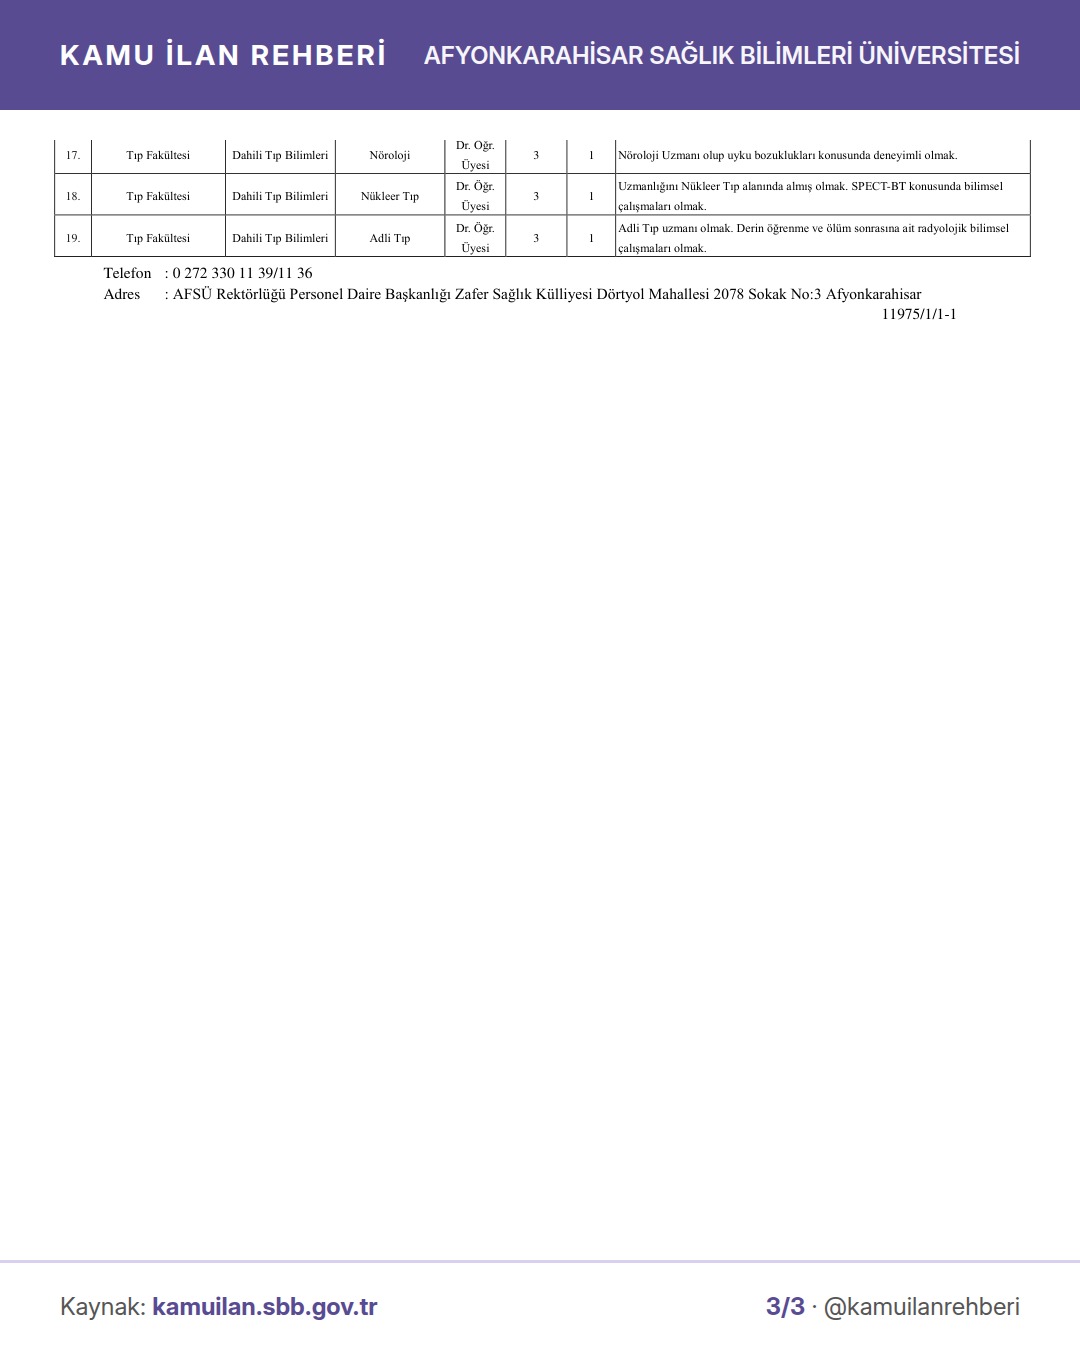 KAMU İLAN REHBERİ AFYONKARAHİSAR SAĞLIK BİLİMLERİ ÜNİVERSİTESİ
17. Tıp Fakültesi Dahili Tıp Bilimleri Nöroloji Dr. Öğr. Üyesi 3 1 Nöroloji Uzmanı olup uyku bozuklukları konusunda deneyimli olmak.
18. Tıp Fakültesi Dahili Tıp Bilimleri Nükleer Tıp Dr. Öğr. Üyesi 3 1 Uzmanlığını Nükleer Tıp alanında almış olmak. SPECT-BT konusunda bilimsel
çalışmaları olmak.
19. Tıp Fakültesi Dahili Tıp Bilimleri Adli Tıp Dr. Öğr. Üyesi 3 1 Adli Tıp uzmanı olmak. Derin öğrenme ve ölüm sonrasına ait radyolojik bilimsel
çalışmaları olmak.
Telefon : 0 272 330 11 39/11 36
Adres : AFSÜ Rektörlüğü Personel Daire Başkanlığı Zafer Sağlık Külliyesi Dörtyol Mahallesi 2078 Sokak No:3 Afyonkarahisar
11975/1/1-1
Kaynak: kamuilan.sbb.gov.tr 3/3 · @kamuilanrehberi